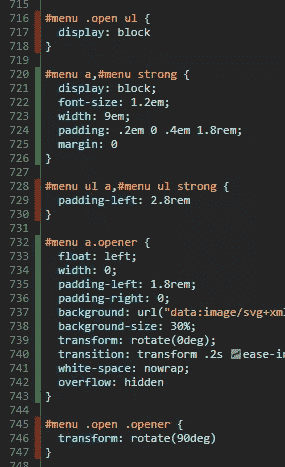 715
716 #menu .open ul {
717 display: block
718 }
719
720 #menu a,#menu strong {
721 display: block;
722 font-size: 1.2em;
723 width: 9em;
724 padding: .2em 0 .4em 1.8rem;
725 margin: 0
726 }
727
728 #menu ul a,#menu ul strong {
729 padding-left: 2.8rem
730 }
731
732 #menu a.opener {
733 float: left;
734 width: 0;
735 padding-left: 1.8rem;
736 padding-right: 0;
737 background: url("data:image/svg+xml
738 background-size: 30%;
739 transform: rotate(0deg);
740 transition: transform .2s ease-in
741 white-space: nowrap;
742 overflow: hidden
743 }
744
745 #menu .open .opener {
746 transform: rotate(90deg)
747 }
748